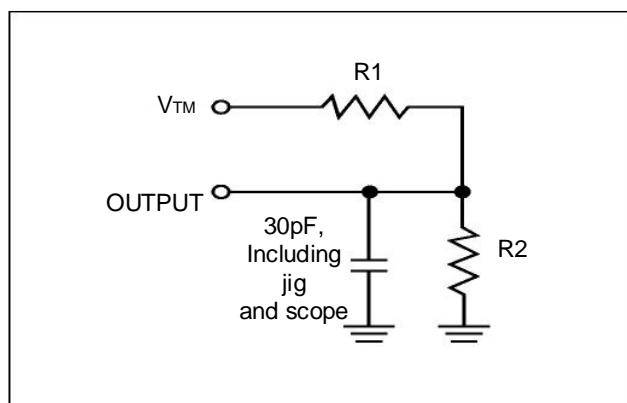 R1
VTM
OUTPUT
30pF,
Including
jig
and scope
R2